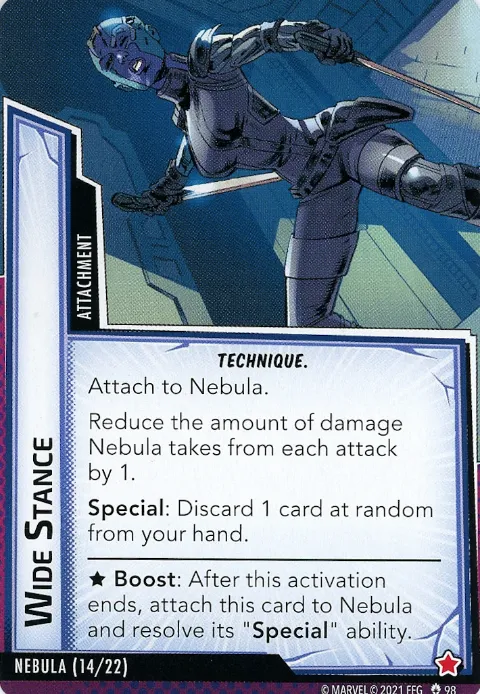 ATTACHMENT
WIDE STANCE
TECHNIQUE.
Attach to Nebula.
Reduce the amount of damage
Nebula takes from each attack
by 1.
Special: Discard 1 card at random
from your hand.
★ Boost: After this activation
ends, attach this card to Nebula
and resolve its "Special" ability.
NEBULA (14/22)
© MARVEL © 2021 FFG 98